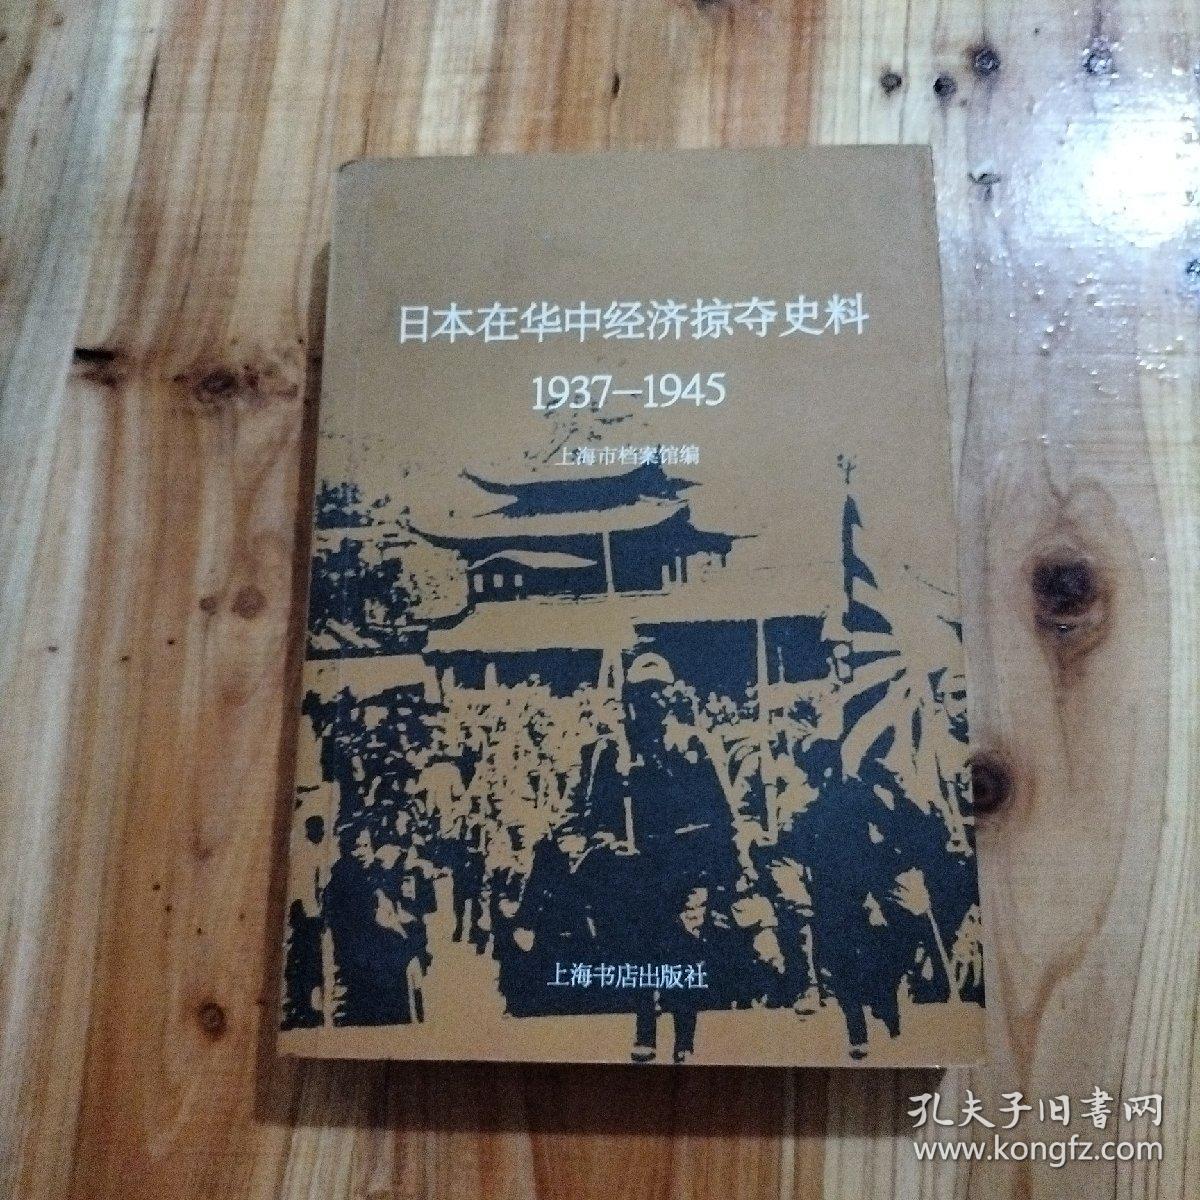 日本在华中经济掠夺史料
1937—1945
上海市档案馆编
上海书店出版社
孔夫子旧書网
www.kongfz.com